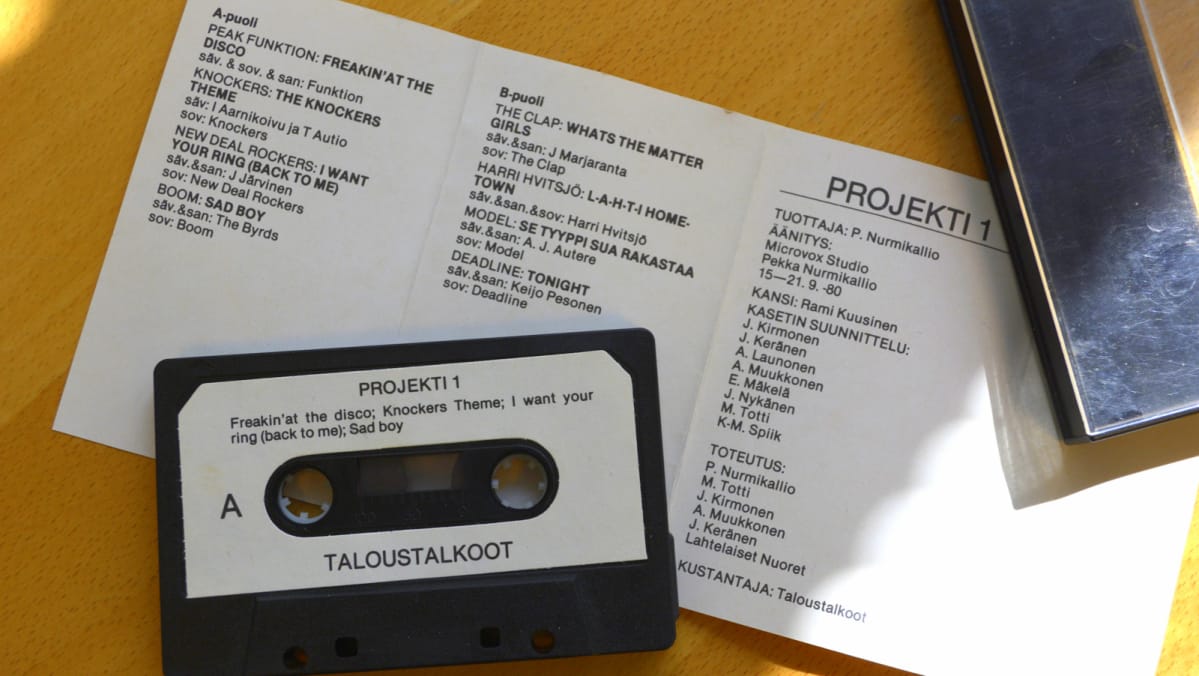 A-puoli
PEAK FUNKTION: FREAKIN'AT THE
DISCO
säv. & sov. & san: Funktion
KNOCKERS: THE KNOCKERS
THEME
säv: I Aarnikoivu ja T Autio
sov: Knockers
NEW DEAL ROCKERS: I WANT
YOUR RING (BACK TO ME)
säv.&san: J Järvinen
sov: New Deal Rockers
BOOM: SAD BOY
säv.&san: The Byrds
sov: Boom
B-puoli
THE CLAP: WHATS THE MATTER
GIRLS
säv.&san: J Marjaranta
sov: The Clap
HARRI HVITSJÖ: L-A-H-T-I HOME-
TOWN
säv.&san.&sov: Harri Hvitsjö
MODEL: SE TYYPPI SUA RAKASTAA
säv.&san: A. J. Autere
sov: Model
DEADLINE: TONIGHT
säv.&san: Keijo Pesonen
sov: Deadline
PROJEKTI 1
TUOTTAJA: P. Nurmikallio
ÄÄNITYS:
Microvox Studio
Pekka Nurmikallio
15—21. 9. -80
KANSI: Rami Kuusinen
KASETIN SUUNNITTELU:
J. Kirmonen
J. Keränen
A. Launonen
A. Muukkonen
E. Mäkelä
J. Nykänen
M. Totti
K-M. Spiik
TOTEUTUS:
P. Nurmikallio
M. Totti
J. Kirmonen
A. Muukkonen
J. Keränen
Lahtelaiset Nuoret
KUSTANTAJA: Taloustalkoot
PROJEKTI 1
Freakin'at the disco; Knockers Theme; I want your
ring (back to me); Sad boy
A
TALOUSTALKOOT